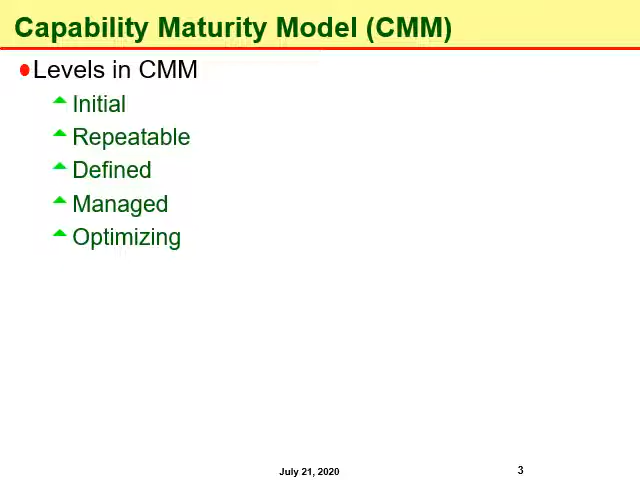 Capability Maturity Model (CMM)
Levels in CMM
Initial
Repeatable
Defined
Managed
Optimizing
July 21, 2020
3